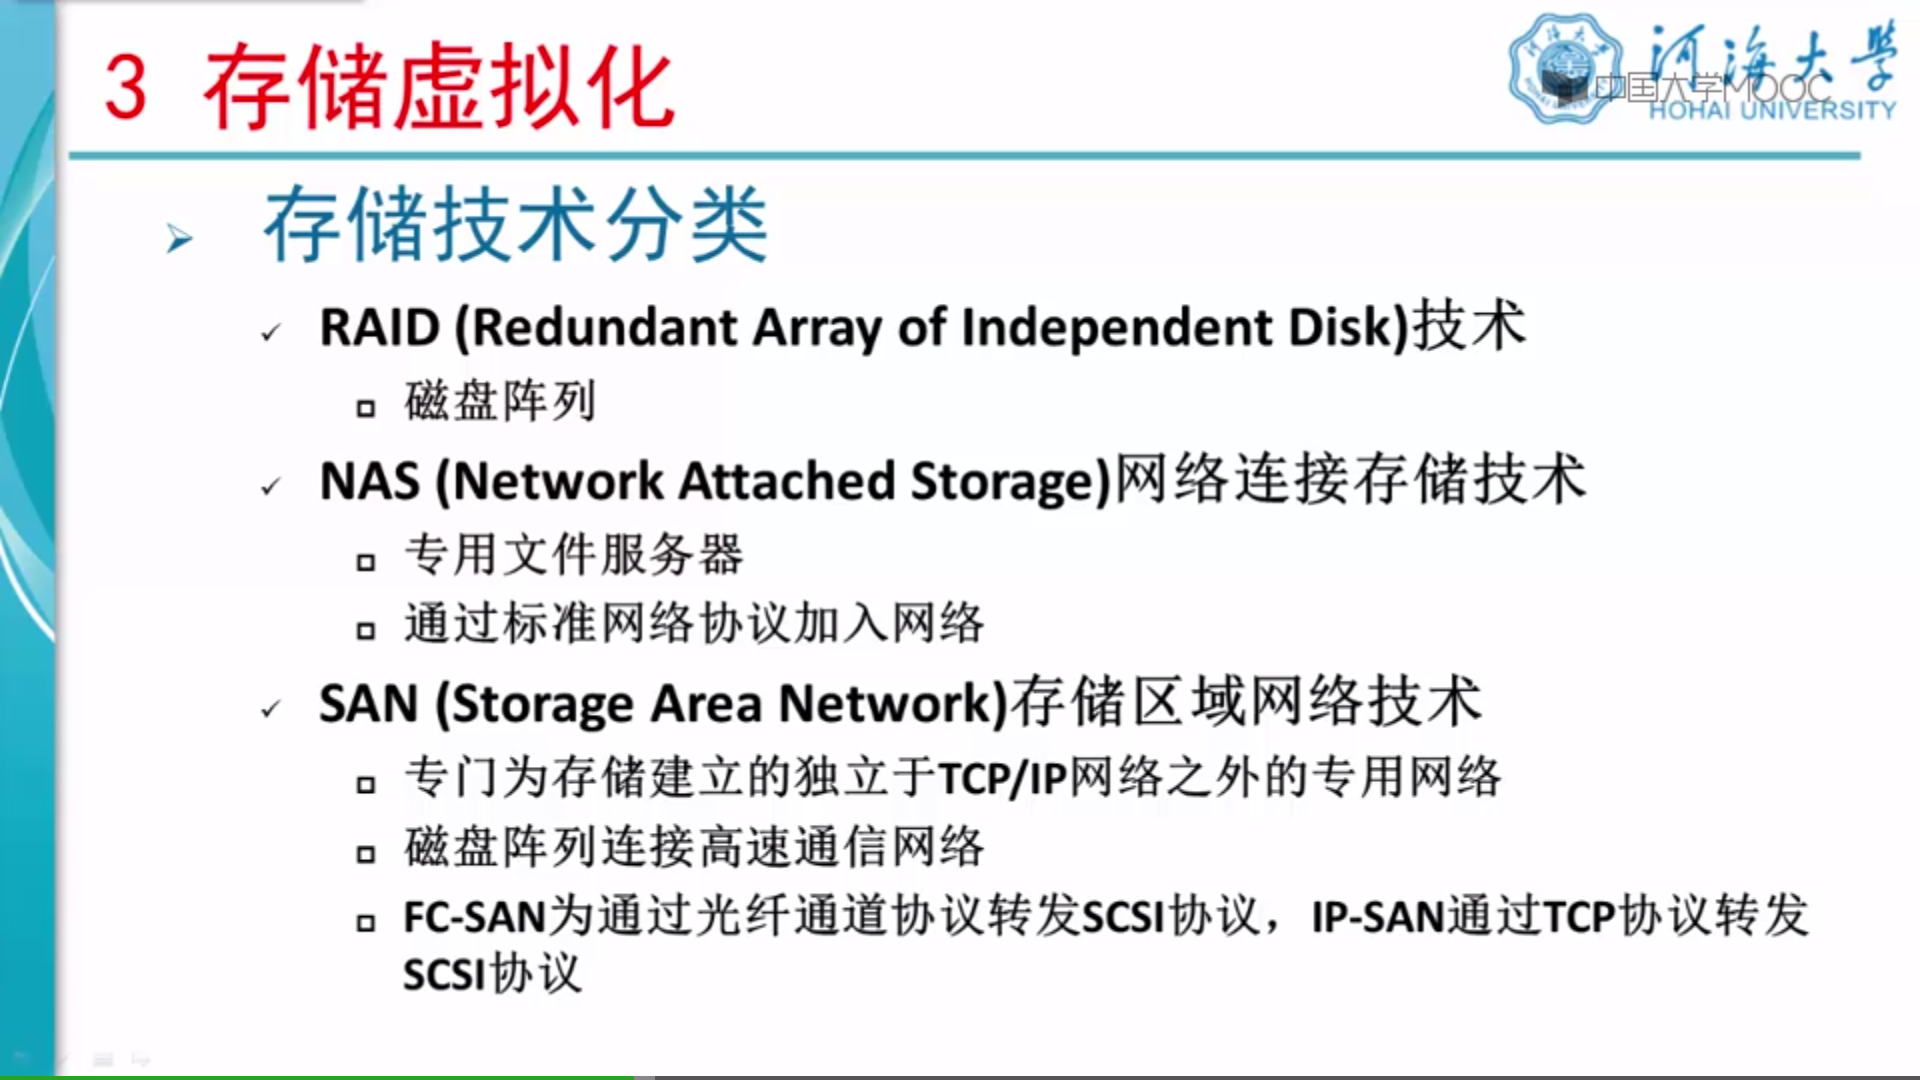 3 存储虚拟化
河海大学
中国大学MOOC
HOHAI UNIVERSITY
存储技术分类
RAID (Redundant Array of Independent Disk)技术
磁盘阵列
NAS (Network Attached Storage)网络连接存储技术
专用文件服务器
通过标准网络协议加入网络
SAN (Storage Area Network)存储区域网络技术
专门为存储建立的独立于TCP/IP网络之外的专用网络
磁盘阵列连接高速通信网络
FC-SAN为通过光纤通道协议转发SCSI协议，IP-SAN通过TCP协议转发
SCSI协议